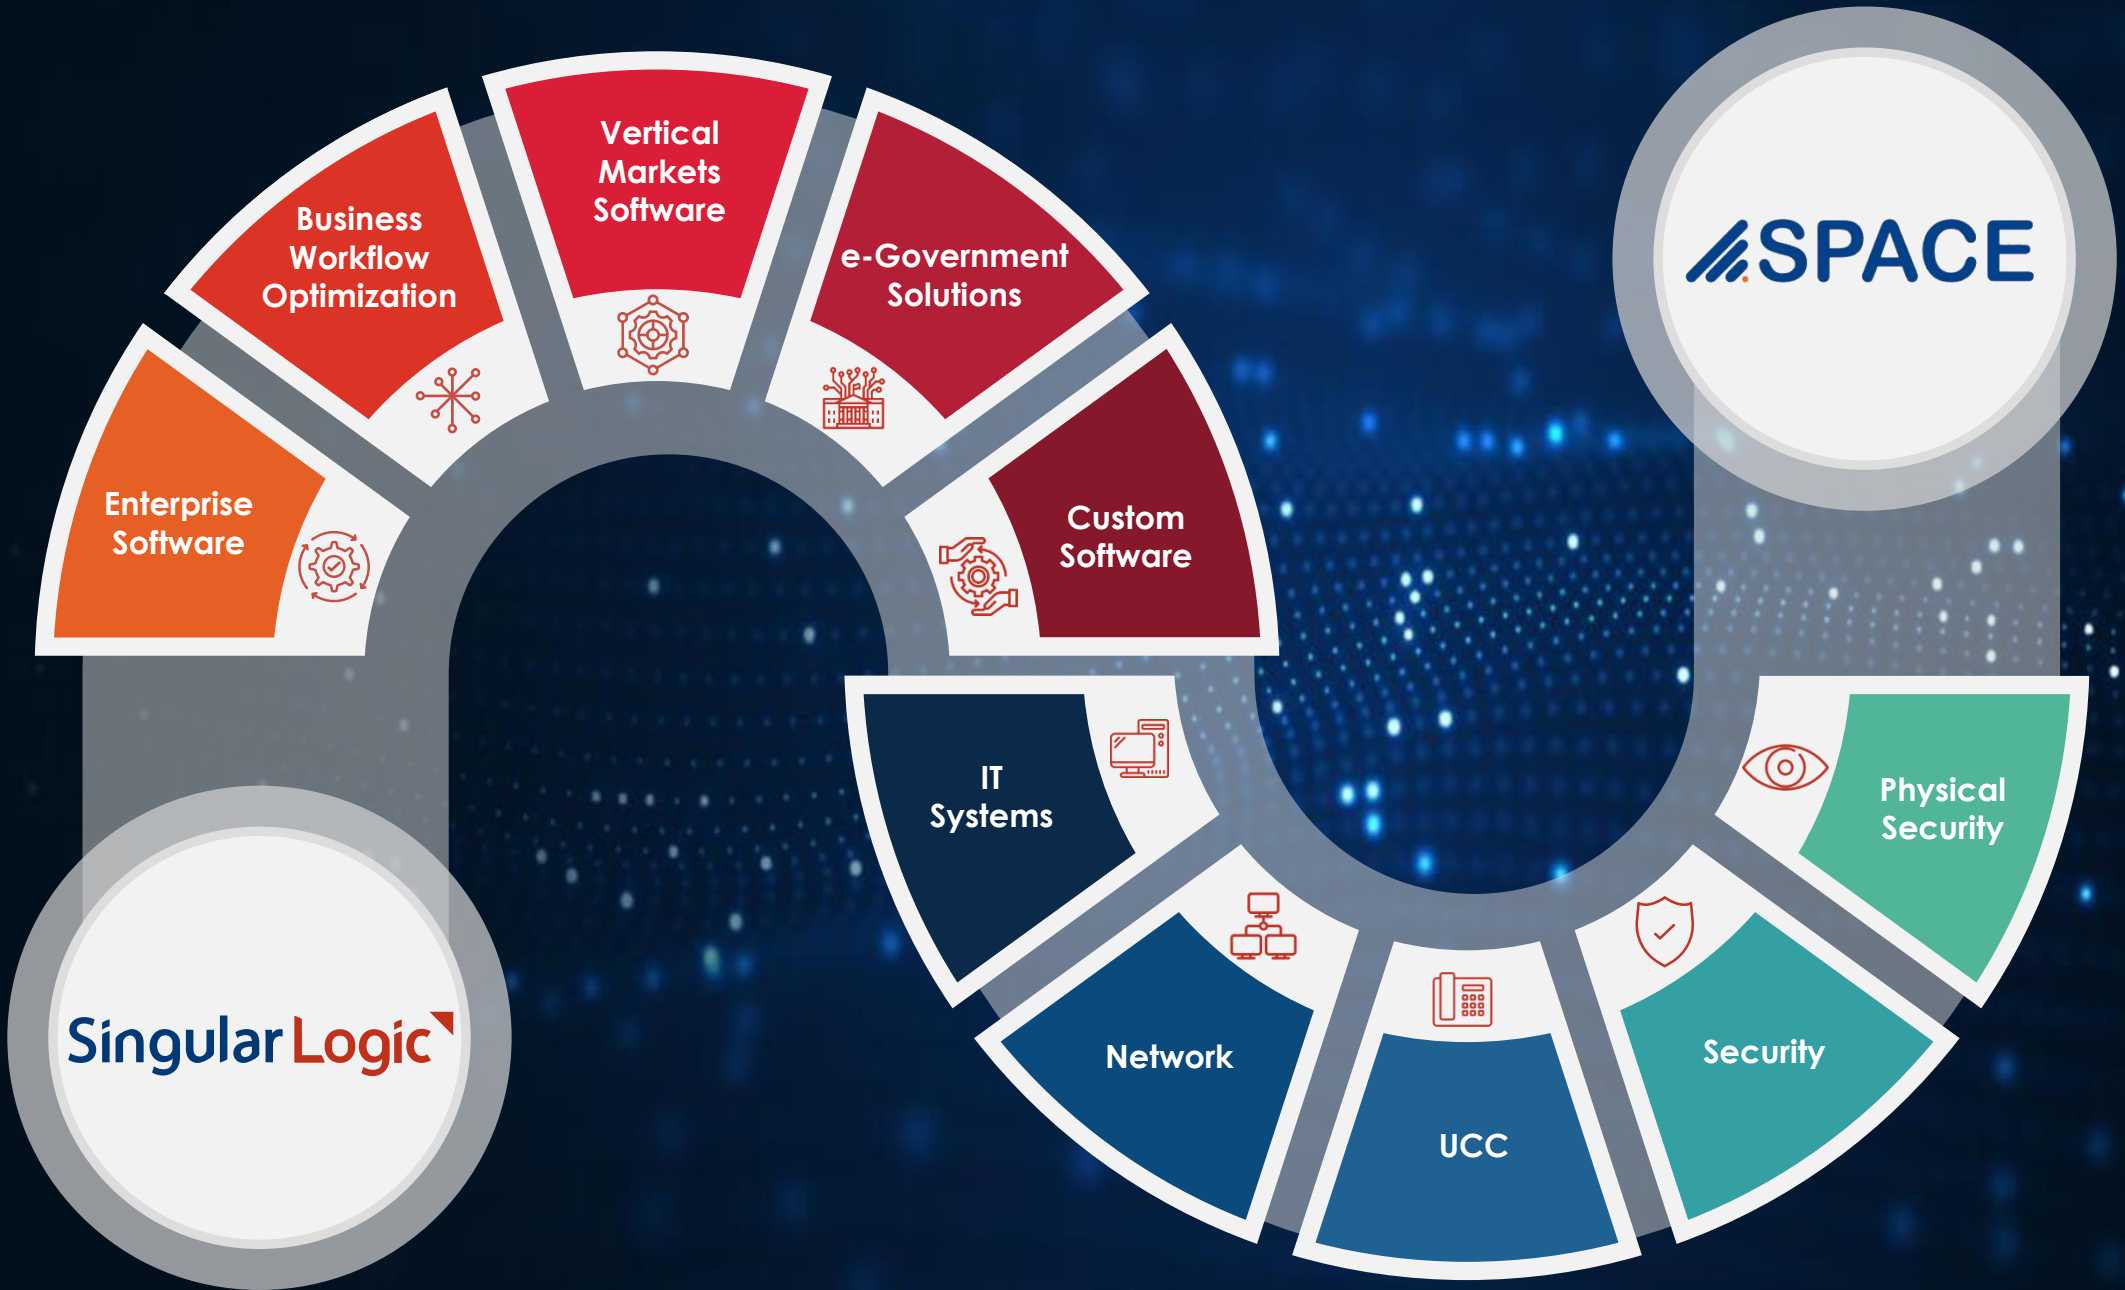 Vertical
Markets
Software
Business
Workflow
Optimization
e-Government
Solutions
SPACE
Enterprise
Software
Custom
Software
IT
Systems
Physical
Security
Singular Logic
Network
Security
UCC